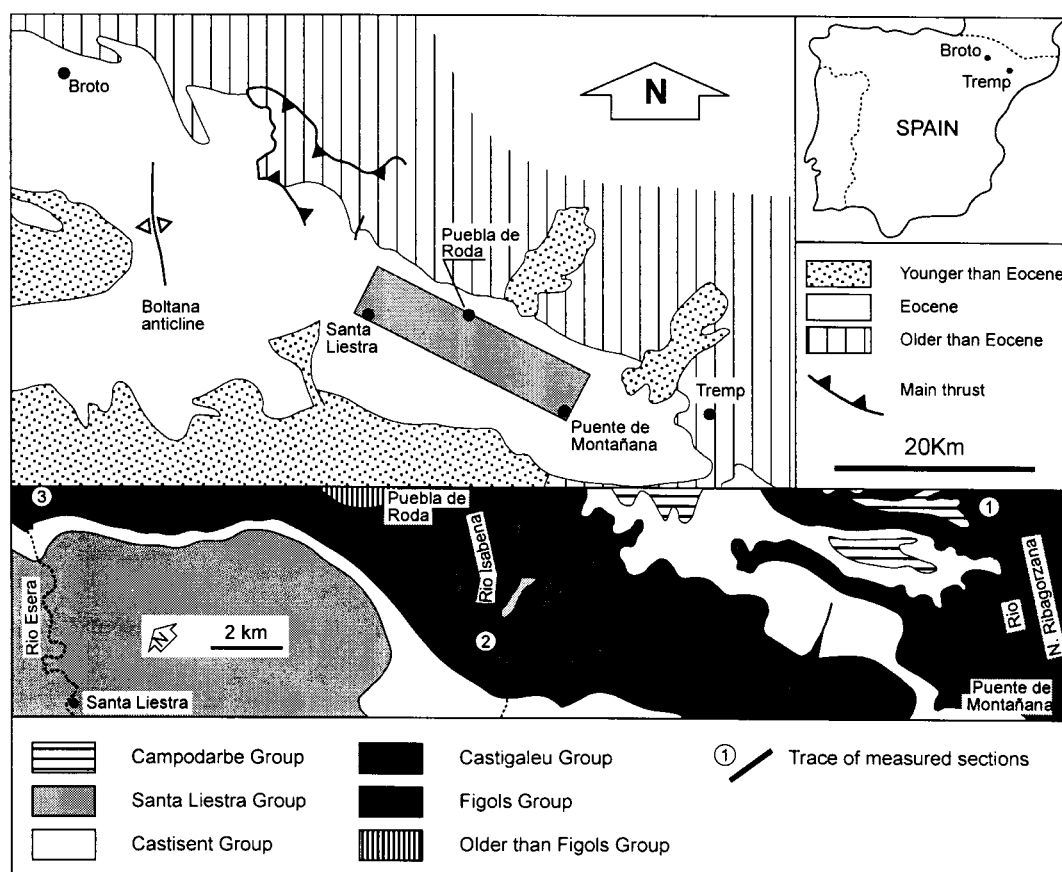 Broto
N
Puebla de
Roda
Boltana
anticline
Santa
Liestra
Tremp
Puente de
Montañana
Broto
Tremp
SPAIN
Younger than Eocene
Eocene
Older than Eocene
Main thrust
20Km
3
Puebla de
Roda
1
Rio Isabena
Rio Esera
N
2 km
2
Rio
N. Ribagorzana
Santa Liestra
Puente de
Montañana
Campodarbe Group
Santa Liestra Group
Castisent Group
Castigaleu Group
Figols Group
Older than Figols Group
1
Trace of measured sections